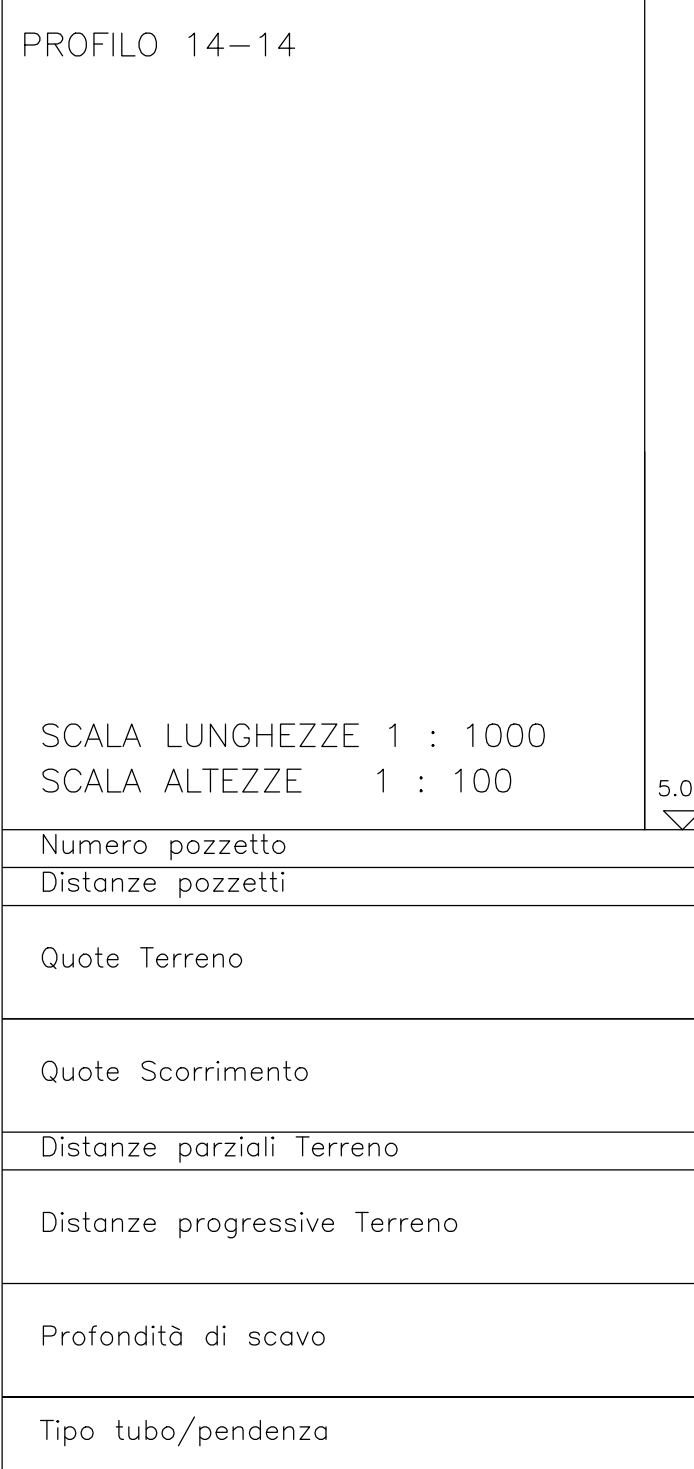 PROFILO 14-14
SCALA LUNGHEZZE 1 : 1000
SCALA ALTEZZE 1 : 100
5.0
Numero pozzetto
Distanze pozzetti
Quote Terreno
Quote Scorrimento
Distanze parziali Terreno
Distanze progressive Terreno
Profondità di scavo
Tipo tubo/pendenza